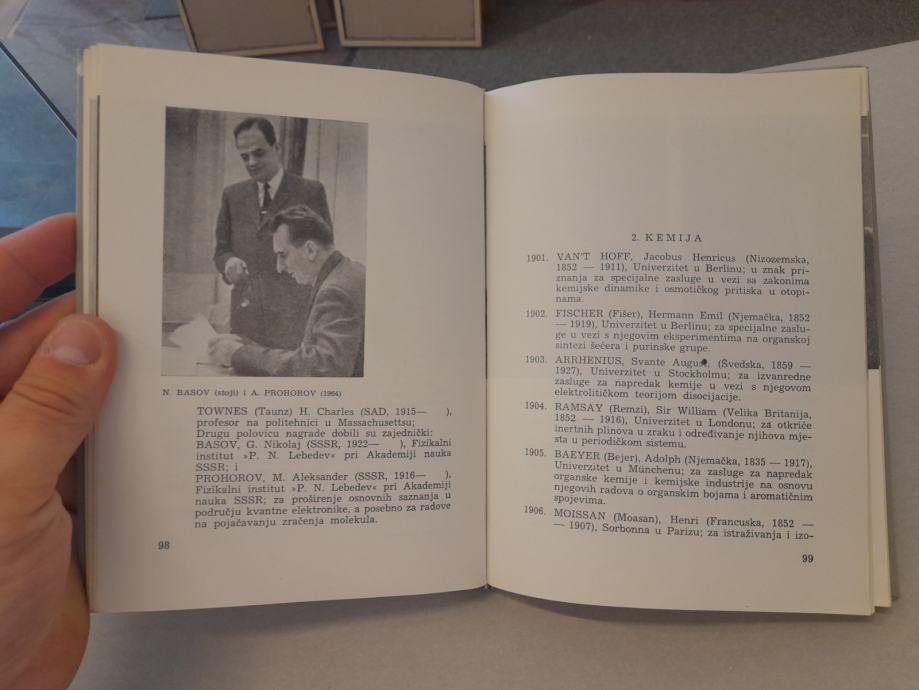 N. BASOV (stoji) i A. PROHOROV (1964)
TOWNES (Taunz) H. Charles (SAD, 1915— ),
profesor na politehnici u Massachusettsu;
Drugu polovicu nagrade dobili su zajednički:
BASOV, G. Nikolaj (SSSR, 1922— ), Fizikalni
institut »P. N. Lebedev« pri Akademiji nauka
SSSR; i
PROHOROV, M. Aleksander (SSSR, 1916— ),
Fizikalni institut »P. N. Lebedev« pri Akademiji
nauka SSSR; za proširenje osnovnih saznanja u
području kvantne elektronike, a posebno za radove
na pojačavanju zračenja molekula.
98
2. KEMIJA
1901. VAN'T HOFF, Jacobus Henricus (Nizozemska,
1852 — 1911), Univerzitet u Berlinu; u znak pri-
znanja za specijalne zasluge u vezi sa zakonima
kemijske dinamike i osmotičkog pritiska u otopi-
nama.
1902. FISCHER (Fišer), Hermann Emil (Njemačka, 1852
— 1919), Univerzitet u Berlinu; za specijalne zaslu-
ge u vezi s njegovim eksperimentima na organskoj
sintezi šećera i purinske grupe.
1903. ARRHENIUS, Svante August, (Švedska, 1859 —
1927), Univerzitet u Stockholmu; za izvanredne
zasluge za napredak kemije u vezi s njegovom
elektrolitičkom teorijom disocijacije.
1904. RAMSAY (Remzi), Sir William (Velika Britanija,
1852 — 1916), Univerzitet u Londonu; za otkriće
inertnih plinova u zraku i određivanje njihova mje-
sta u periodičkom sistemu.
1905. BAEYER (Bejer), Adolph (Njemačka, 1835 — 1917),
Univerzitet u Münchenu; za zasluge za napredak
organske kemije i kemijske industrije na osnovu
njegovih radova o organskim bojama i aromatičnim
spojevima.
1906. MOISSAN (Moasan), Henri (Francuska, 1852 —
— 1907), Sorbonna u Parizu; za istraživanja i izo-
99